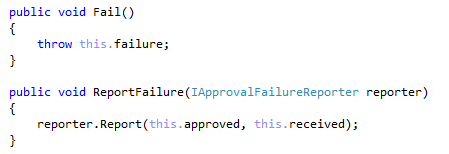 public void Fail()
{
    throw this.failure;
}

public void ReportFailure(IApprovalFailureReporter reporter)
{
    reporter.Report(this.approved, this.received);
}